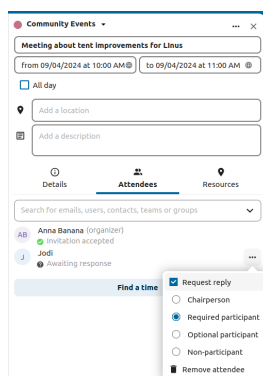 Community Events
Meeting about tent improvements for LInus
from 09/04/2024 at 10:00 AM to 09/04/2024 at 11:00 AM
All day
Add a location
Add a description
Details Attendees Resources
Search for emails, users, contacts, teams or groups
AB Anna Banana (organizer)
Invitation accepted
J Jodi
Awaiting response
Find a time
Request reply
Chairperson
Required participant
Optional participant
Non-participant
Remove attendee